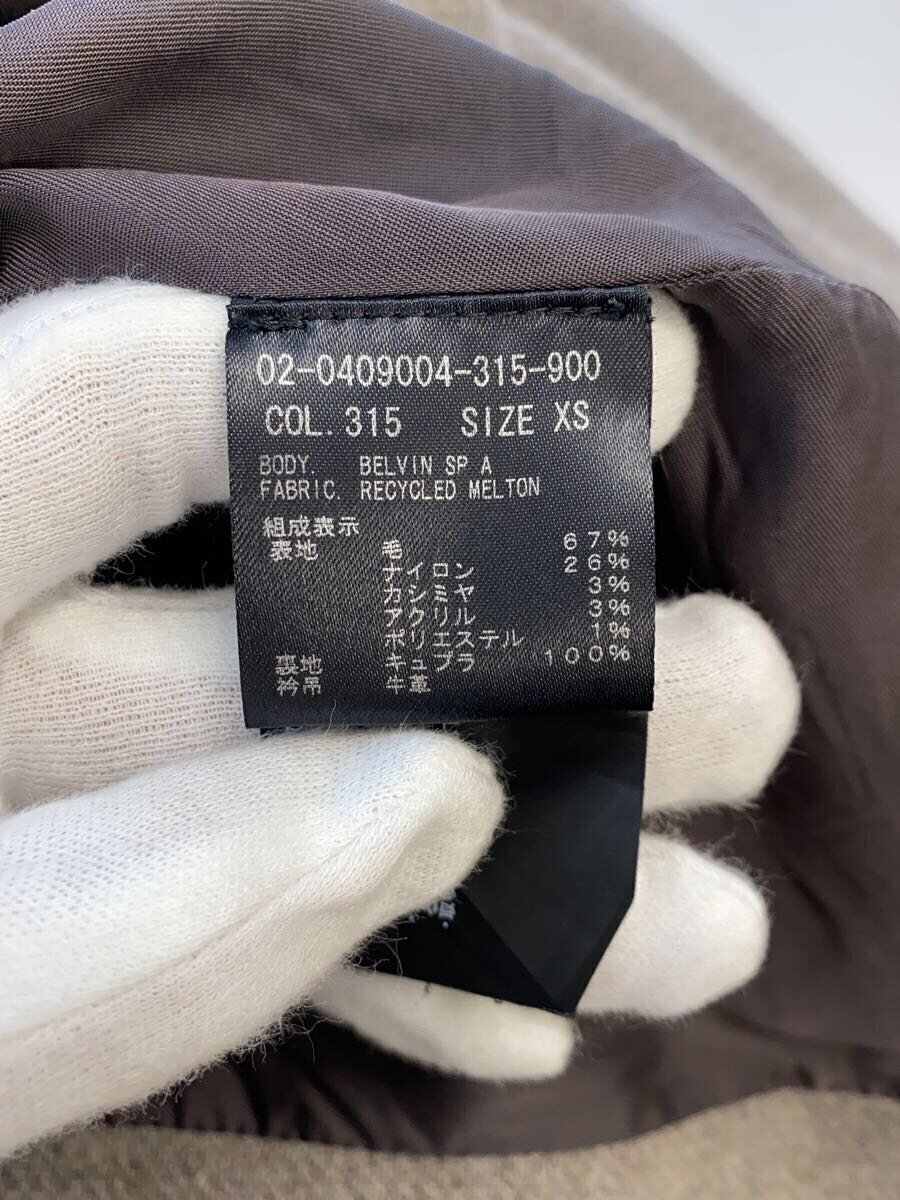 02-0409004-315-900
COL.315 SIZE XS
BODY. BELVIN SP A
FABRIC. RECYCLED MELTON
組成表示
表地 毛 67%
ナイロン 26%
カシミヤ 3%
アクリル 3%
ポリエステル 1%
裏地 キュプラ 100%
衿吊 牛革